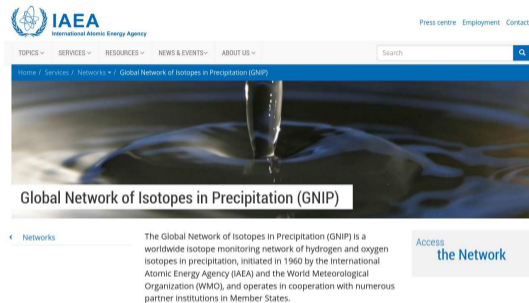 IAEA
International Atomic Energy Agency
Press centre Employment Contact
TOPICS SERVICES RESOURCES NEWS & EVENTS ABOUT US
Search
Home / Services / Networks / Global Network of Isotopes in Precipitation (GNIP)
Global Network of Isotopes in Precipitation (GNIP)
Networks
The Global Network of Isotopes in Precipitation (GNIP) is a
worldwide isotope monitoring network of hydrogen and oxygen
isotopes in precipitation, initiated in 1960 by the International
Atomic Energy Agency (IAEA) and the World Meteorological
Organization (WMO), and operates in cooperation with numerous
partner institutions in Member States.
Access
the Network